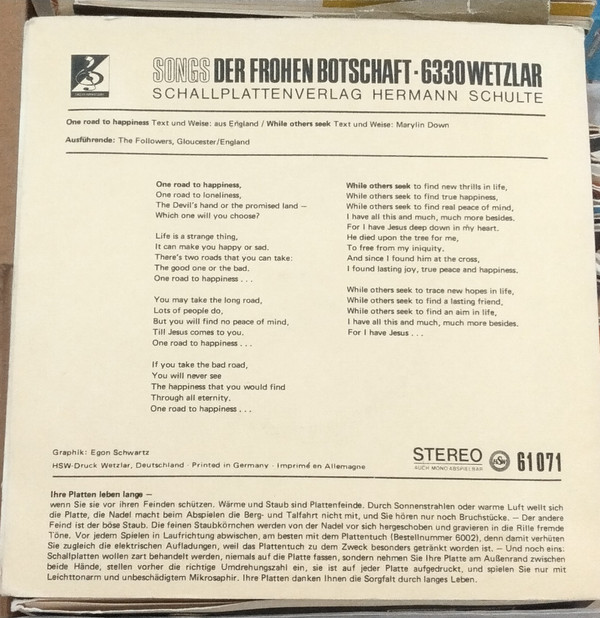 SONGS DER FROHEN BOTSCHAFT · 6330 WETZLAR
SCHALLPLATTENVERLAG HERMANN SCHULTE
One road to happiness Text und Weise: aus England / While others seek Text und Weise: Marylin Down
Ausführende: The Followers, Gloucester/England
One road to happiness,
One road to loneliness,
The Devil's hand or the promised land —
Which one will you choose?
Life is a strange thing,
It can make you happy or sad.
There's two roads that you can take:
The good one or the bad.
One road to happiness . . .
You may take the long road,
Lots of people do,
But you will find no peace of mind,
Till Jesus comes to you.
One road to happiness . . .
If you take the bad road,
You will never see
The happiness that you would find
Through all eternity.
One road to happiness . . .
While others seek to find new thrills in life,
While others seek to find true happiness,
While others seek to find real peace of mind,
I have all this and much, much more besides.
For I have Jesus deep down in my heart.
He died upon the tree for me,
To free from my iniquity.
And since I found him at the cross,
I found lasting joy, true peace and happiness.
While others seek to trace new hopes in life,
While others seek to find a lasting friend,
While others seek to find an aim in life,
I have all this and much, much more besides.
For I have Jesus . . .
Graphik: Egon Schwartz
HSW-Druck Wetzlar, Deutschland · Printed in Germany · Imprimé en Allemagne
STEREO
AUCH MONO ABSPIELBAR
HSW
61071
Ihre Platten leben lange —
wenn Sie sie vor ihren Feinden schützen. Wärme und Staub sind Plattenfeinde. Durch Sonnenstrahlen oder warme Luft wellt sich
die Platte, die Nadel macht beim Abspielen die Berg- und Talfahrt nicht mit, und Sie hören nur noch Bruchstücke. — Der andere
Feind ist der böse Staub. Die feinen Staubkörnchen werden von der Nadel vor sich hergeschoben und gravieren in die Rille fremde
Töne. Vor jedem Spielen in Laufrichtung abwischen, am besten mit dem Plattentuch (Bestellnummer 6002), denn damit verhüten
Sie zugleich die elektrischen Aufladungen, weil das Plattentuch zu dem Zweck besonders getränkt worden ist. — Und noch eins:
Schallplatten wollen zart behandelt werden, niemals auf die Platte fassen, sondern nehmen Sie Ihre Platte am Außenrand zwischen
beide Hände, stellen vorher die richtige Umdrehungszahl ein, sie ist auf jeder Platte aufgedruckt, und spielen Sie nur mit
Leichttonarm und unbeschädigtem Mikrosaphir. Ihre Platten danken Ihnen die Sorgfalt durch langes Leben.